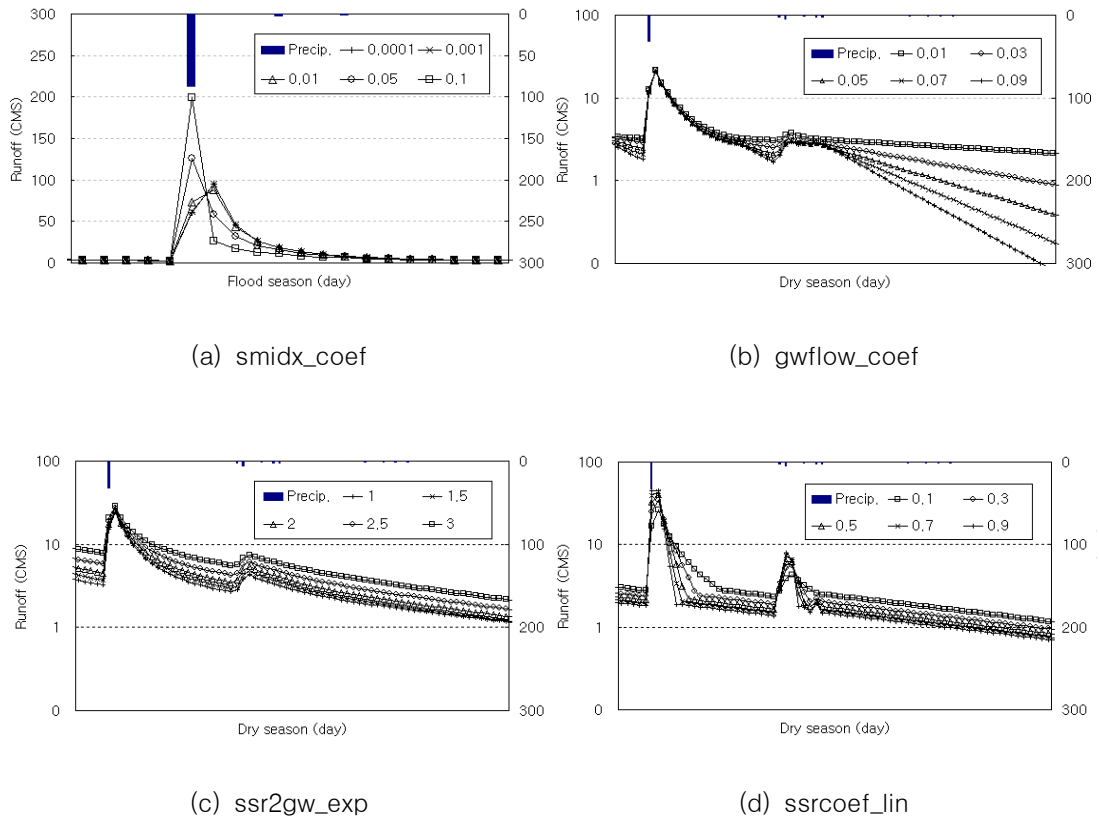 300
250
200
150
100
50
0
Runoff (CMS)
Precip. 0,0001 0,001
0,01 0,05 0,1
0
50
100
150
200
250
300
Flood season (day)
(a) smidx_coef
100
10
1
0
Runoff (CMS)
Precip. 0,01 0,03
0,05 0,07 0,09
0
100
200
300
Dry season (day)
(b) gwflow_coef
100
10
1
0
Runoff (CMS)
Precip. 1 1,5
2 2,5 3
0
100
200
300
Dry season (day)
(c) ssr2gw_exp
100
10
1
0
Runoff (CMS)
Precip. 0,1 0,3
0,5 0,7 0,9
0
100
200
300
Dry season (day)
(d) ssrcoef_lin